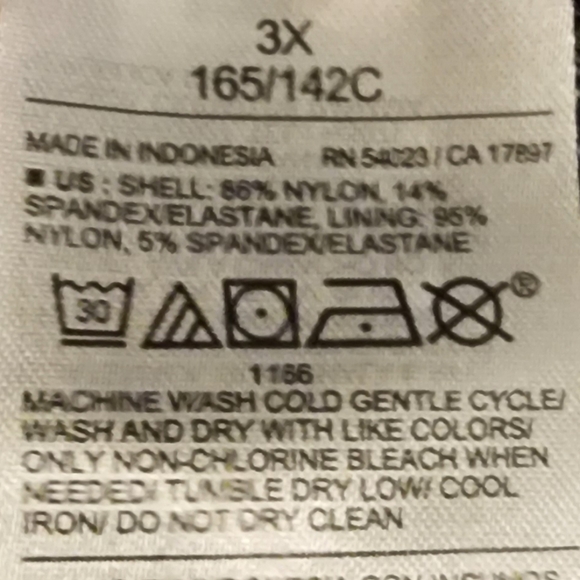 3X
165/142C
MADE IN INDONESIA RN 54023 / CA 17897
■ US : SHELL: 86% NYLON, 14%
SPANDEX/ELASTANE, LINING: 95%
NYLON, 5% SPANDEX/ELASTANE
30 ®
1166
MACHINE WASH COLD GENTLE CYCLE/
WASH AND DRY WITH LIKE COLORS/
ONLY NON-CHLORINE BLEACH WHEN
NEEDED/ TUMBLE DRY LOW/ COOL
IRON/ DO NOT DRY CLEAN